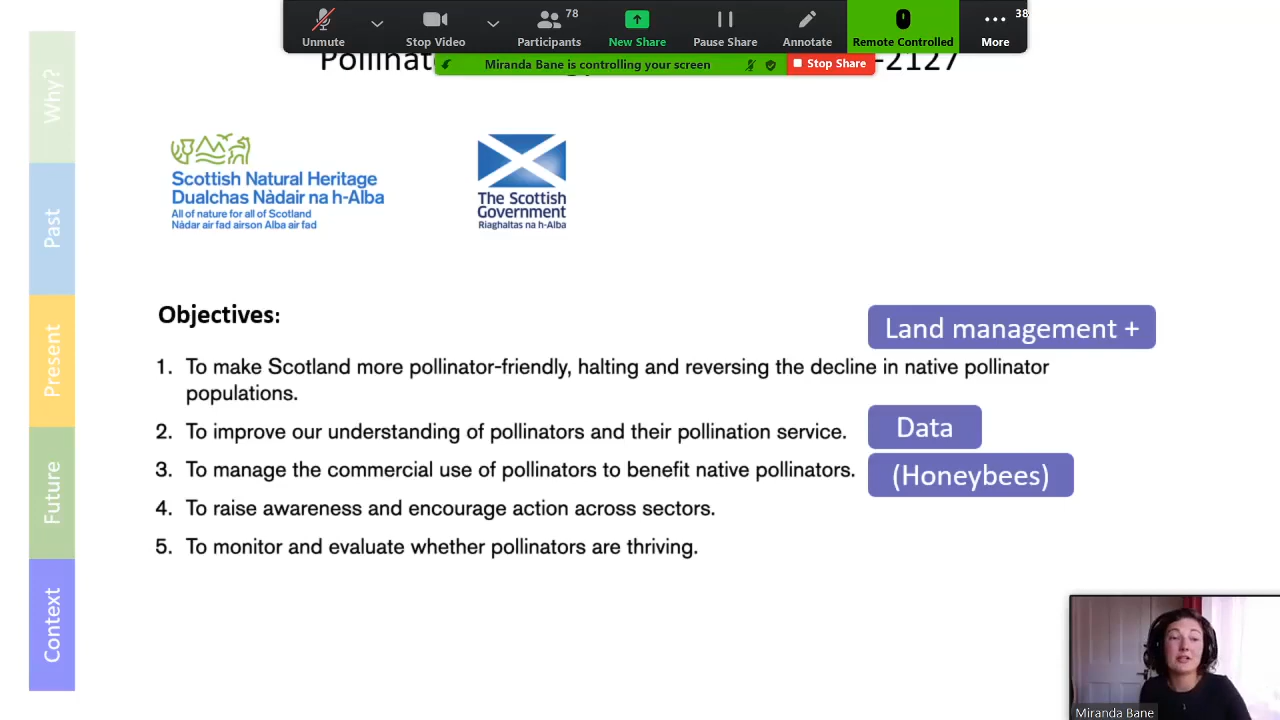 78
38
Unmute
Stop Video
Participants
New Share
Pause Share
Annotate
Remote Controlled
More
Miranda Bane is controlling your screen
Stop Share
-2127
Why?
Past
Present
Future
Context
Scottish Natural Heritage
Dualchas Nàdair na h-Alba
All of nature for all of Scotland
Nàdar air fad airson Alba air fad
The Scottish
Government
Riaghaltas na h-Alba
Objectives:
Land management +
1. To make Scotland more pollinator-friendly, halting and reversing the decline in native pollinator
populations.
2. To improve our understanding of pollinators and their pollination service.
Data
3. To manage the commercial use of pollinators to benefit native pollinators.
(Honeybees)
4. To raise awareness and encourage action across sectors.
5. To monitor and evaluate whether pollinators are thriving.
Miranda Bane